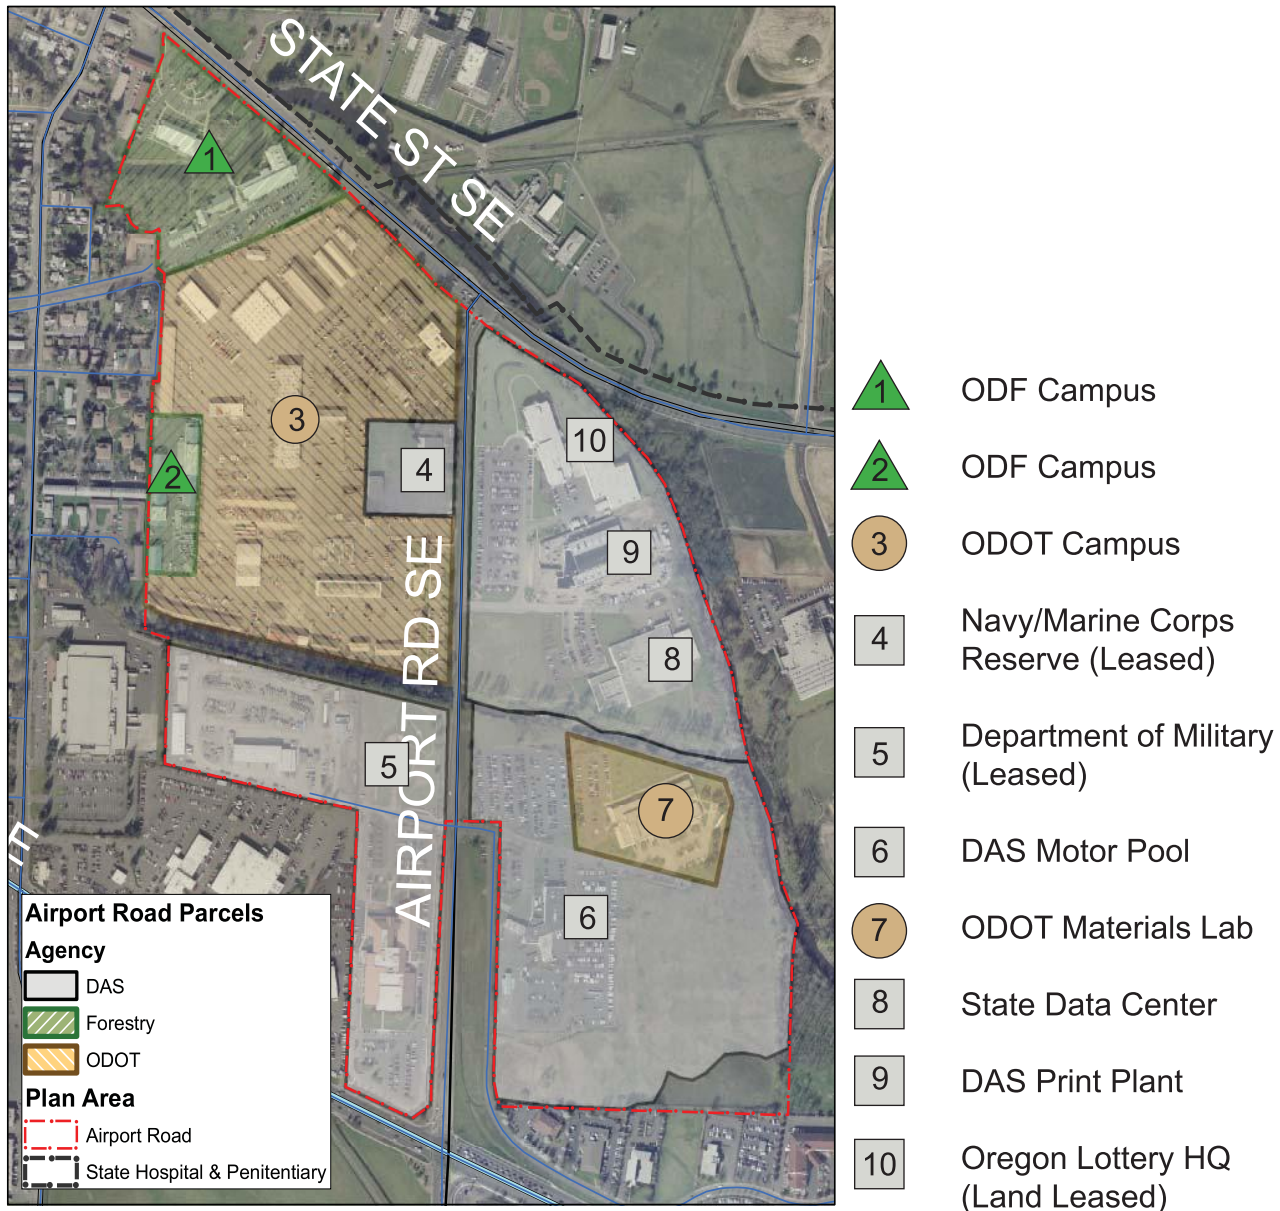 STATE ST SE
1
3
2
4
10
9
8
AIRPORT RD SE
5
7
6
Airport Road Parcels
Agency
DAS
Forestry
ODOT
Plan Area
Airport Road
State Hospital & Penitentiary
1 ODF Campus
2 ODF Campus
3 ODOT Campus
4 Navy/Marine Corps
Reserve (Leased)
5 Department of Military
(Leased)
6 DAS Motor Pool
7 ODOT Materials Lab
8 State Data Center
9 DAS Print Plant
10 Oregon Lottery HQ
(Land Leased)